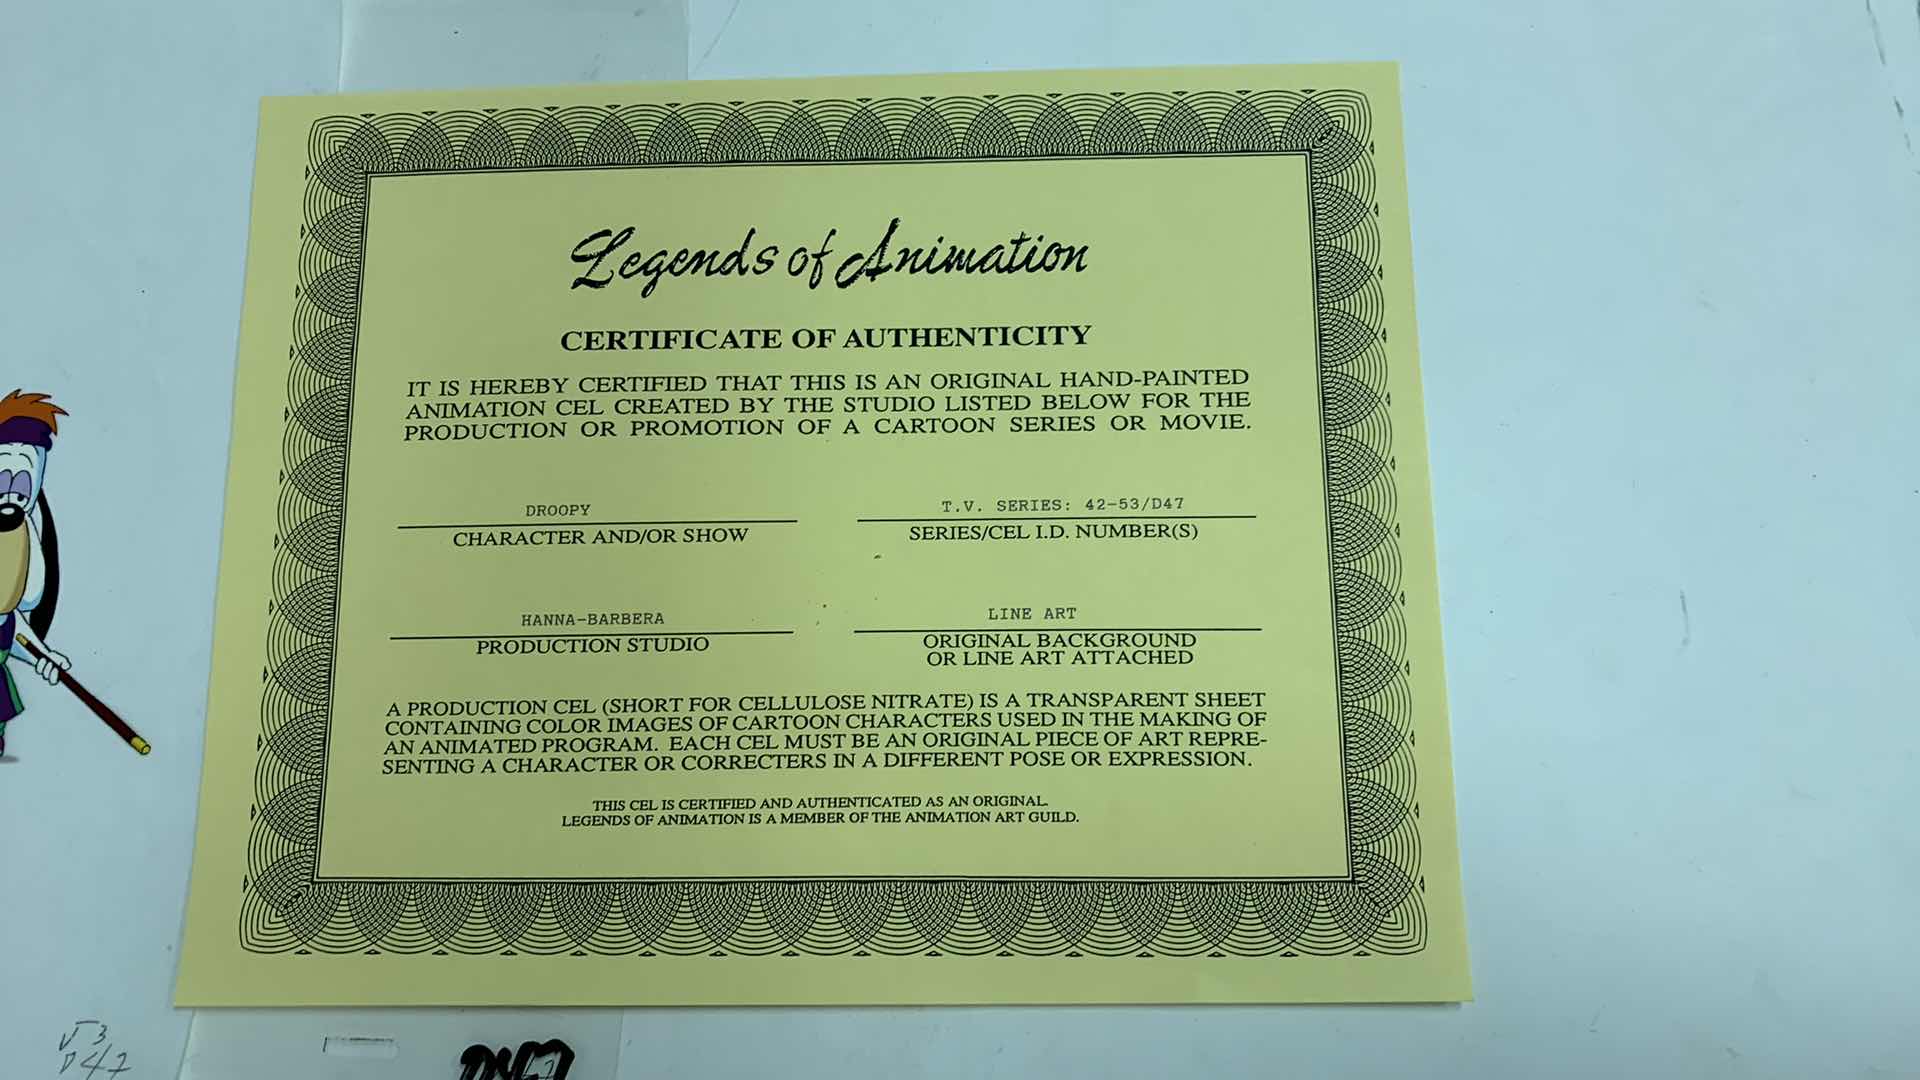 Legends of Animation
CERTIFICATE OF AUTHENTICITY
IT IS HEREBY CERTIFIED THAT THIS IS AN ORIGINAL HAND-PAINTED
ANIMATION CEL CREATED BY THE STUDIO LISTED BELOW FOR THE
PRODUCTION OR PROMOTION OF A CARTOON SERIES OR MOVIE.
DROOPY
CHARACTER AND/OR SHOW
T.V. SERIES: 42-53/D47
SERIES/CEL I.D. NUMBER(S)
HANNA-BARBERA
PRODUCTION STUDIO
LINE ART
ORIGINAL BACKGROUND
OR LINE ART ATTACHED
A PRODUCTION CEL (SHORT FOR CELLULOSE NITRATE) IS A TRANSPARENT SHEET
CONTAINING COLOR IMAGES OF CARTOON CHARACTERS USED IN THE MAKING OF
AN ANIMATED PROGRAM. EACH CEL MUST BE AN ORIGINAL PIECE OF ART REPRE-
SENTING A CHARACTER OR CORRECTERS IN A DIFFERENT POSE OR EXPRESSION.
THIS CEL IS CERTIFIED AND AUTHENTICATED AS AN ORIGINAL.
LEGENDS OF ANIMATION IS A MEMBER OF THE ANIMATION ART GUILD.
D47
D47